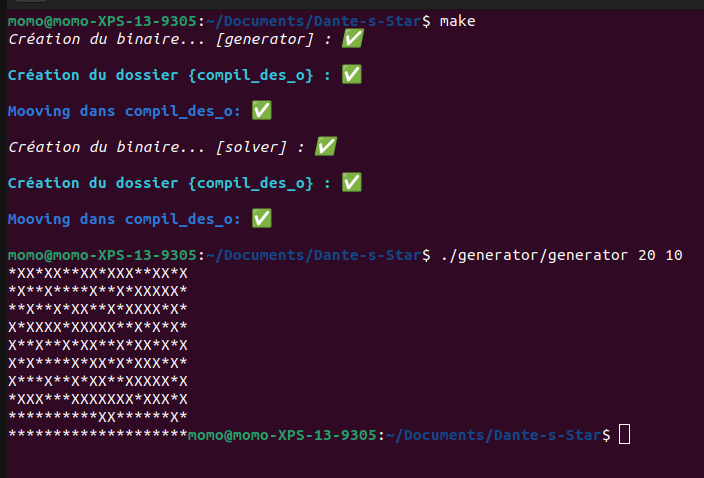 momo@momo-XPS-13-9305:~/Documents/Dante-s-Star$ make
Création du binaire... [generator] : ✅
Création du dossier {compil_des_o} : ✅
Mooving dans compil_des_o: ✅
Création du binaire... [solver] : ✅
Création du dossier {compil_des_o} : ✅
Mooving dans compil_des_o: ✅
momo@momo-XPS-13-9305:~/Documents/Dante-s-Star$ ./generator/generator 20 10
*XX*XX**XX*XXX**XX*X
*X**X****X**X*XXXXX*
**X**X*XX**X*XXXX*X*
X*XXXX*XXXXX**X*X*X*
X**X**X*XX**X*XX*X*X
X*X****X*XX*X*XXX*X*
X***X**X*XX**XXXXX*X
*XXX***XXXXXXX*XXX*X
**********XX******X*
********************momo@momo-XPS-13-9305:~/Documents/Dante-s-Star$